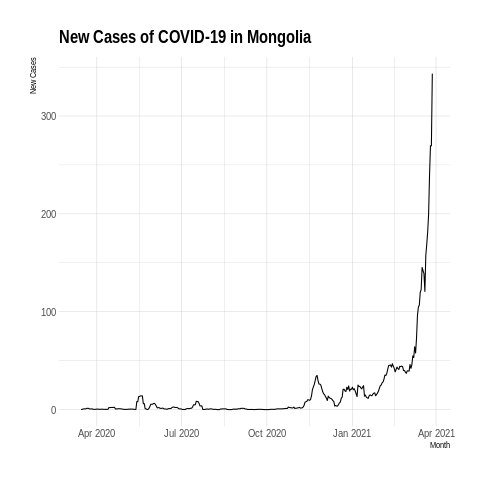 New Cases of COVID-19 in Mongolia
New Cases
300
200
100
0
Apr 2020 Jul 2020 Oct 2020 Jan 2021 Apr 2021
Month